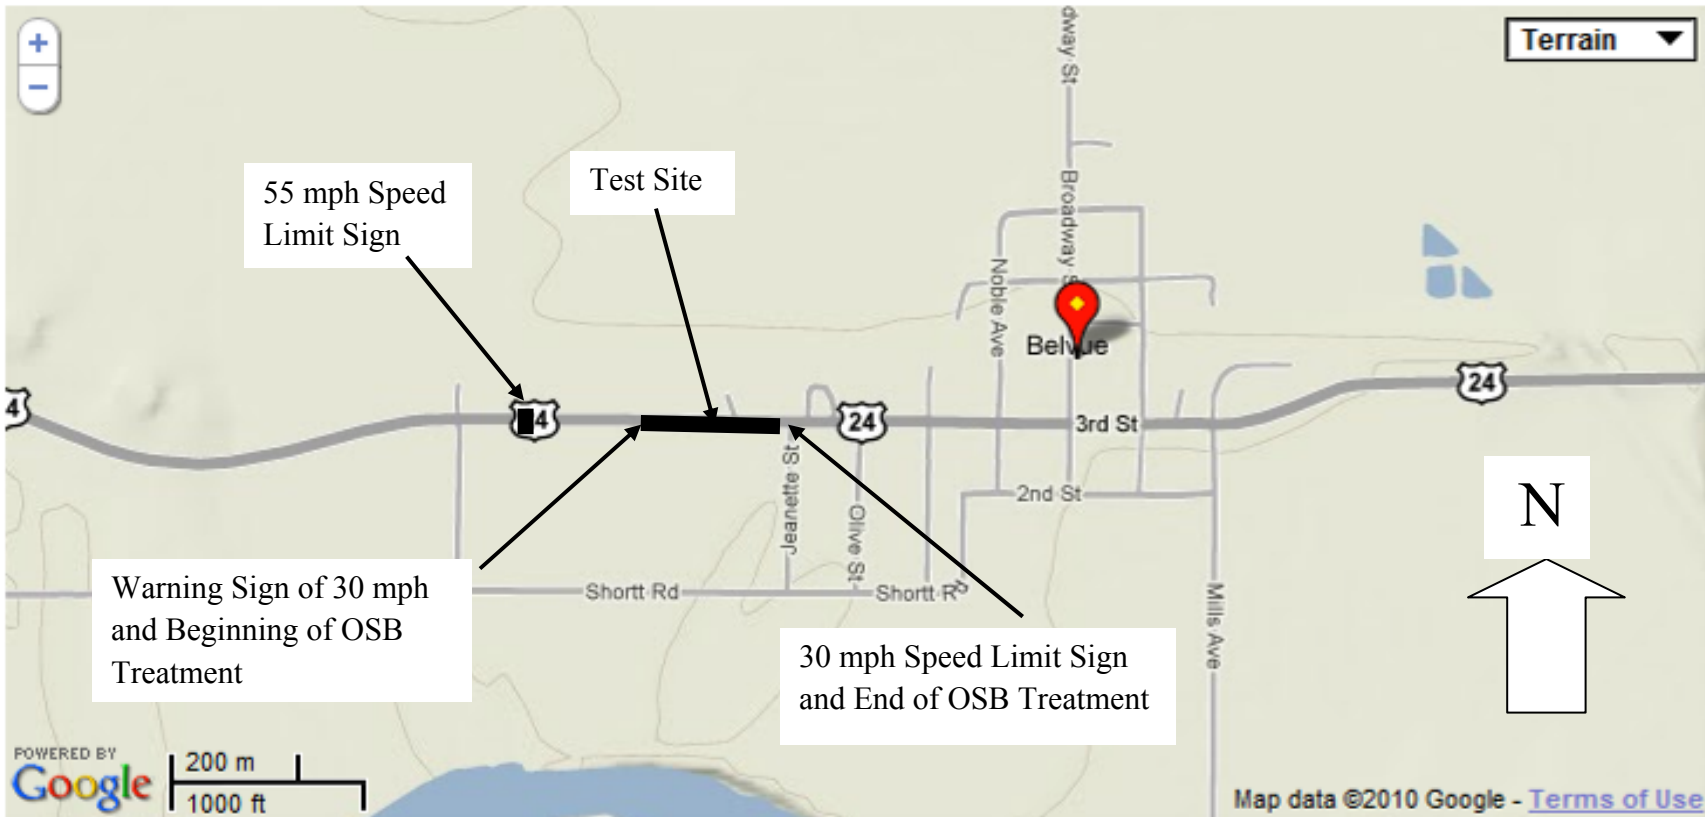 +
−
dway St
Terrain
55 mph Speed
Limit Sign
Test Site
Broadway S
Noble Ave
Belvue
24
4
4
24
3rd St
2nd St
Jeanette St
Olive St
N
Warning Sign of 30 mph
and Beginning of OSB
Treatment
Shortt Rd
Shortt R
Mills Ave
30 mph Speed Limit Sign
and End of OSB Treatment
POWERED BY
Google
200 m
1000 ft
Map data ©2010 Google - Terms of Use